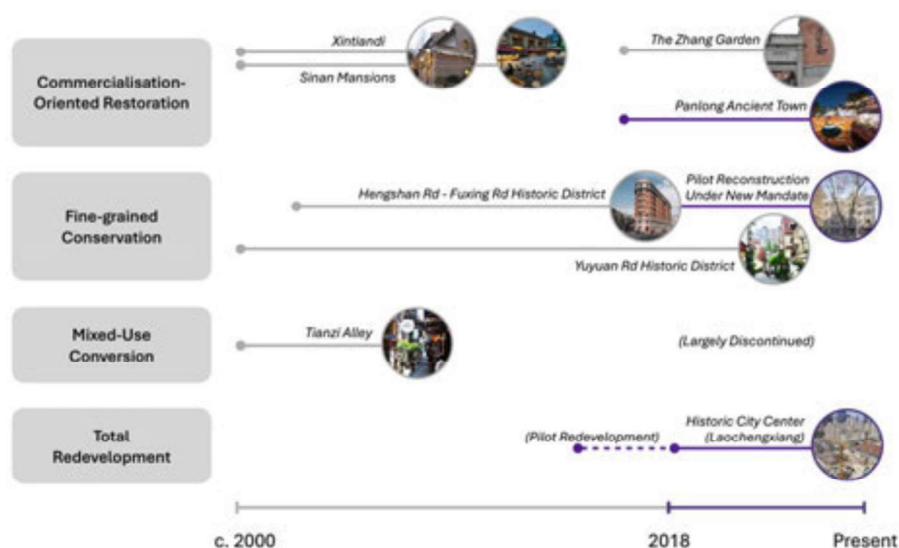 Commercialisation-
Oriented Restoration
Xintiandi
Sinan Mansions
The Zhang Garden
Panlong Ancient Town
Fine-grained
Conservation
Hengshan Rd - Fuxing Rd Historic District
Pilot Reconstruction
Under New Mandate
Yuyuan Rd Historic District
Mixed-Use
Conversion
Tianzi Alley
(Largely Discontinued)
Total
Redevelopment
(Pilot Redevelopment)
Historic City Center
(Laochengxiang)
c. 2000
2018
Present